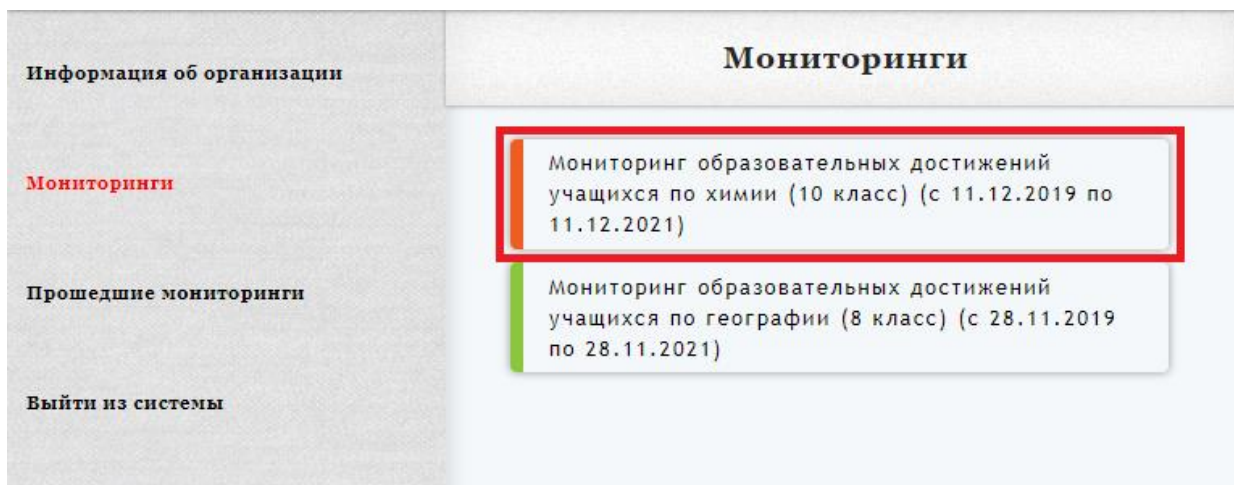 Информация об организации
Мониторинги
Прошедшие мониторинги
Выйти из системы
Мониторинги
Мониторинг образовательных достижений
учащихся по химии (10 класс) (с 11.12.2019 по
11.12.2021)
Мониторинг образовательных достижений
учащихся по географии (8 класс) (с 28.11.2019
по 28.11.2021)